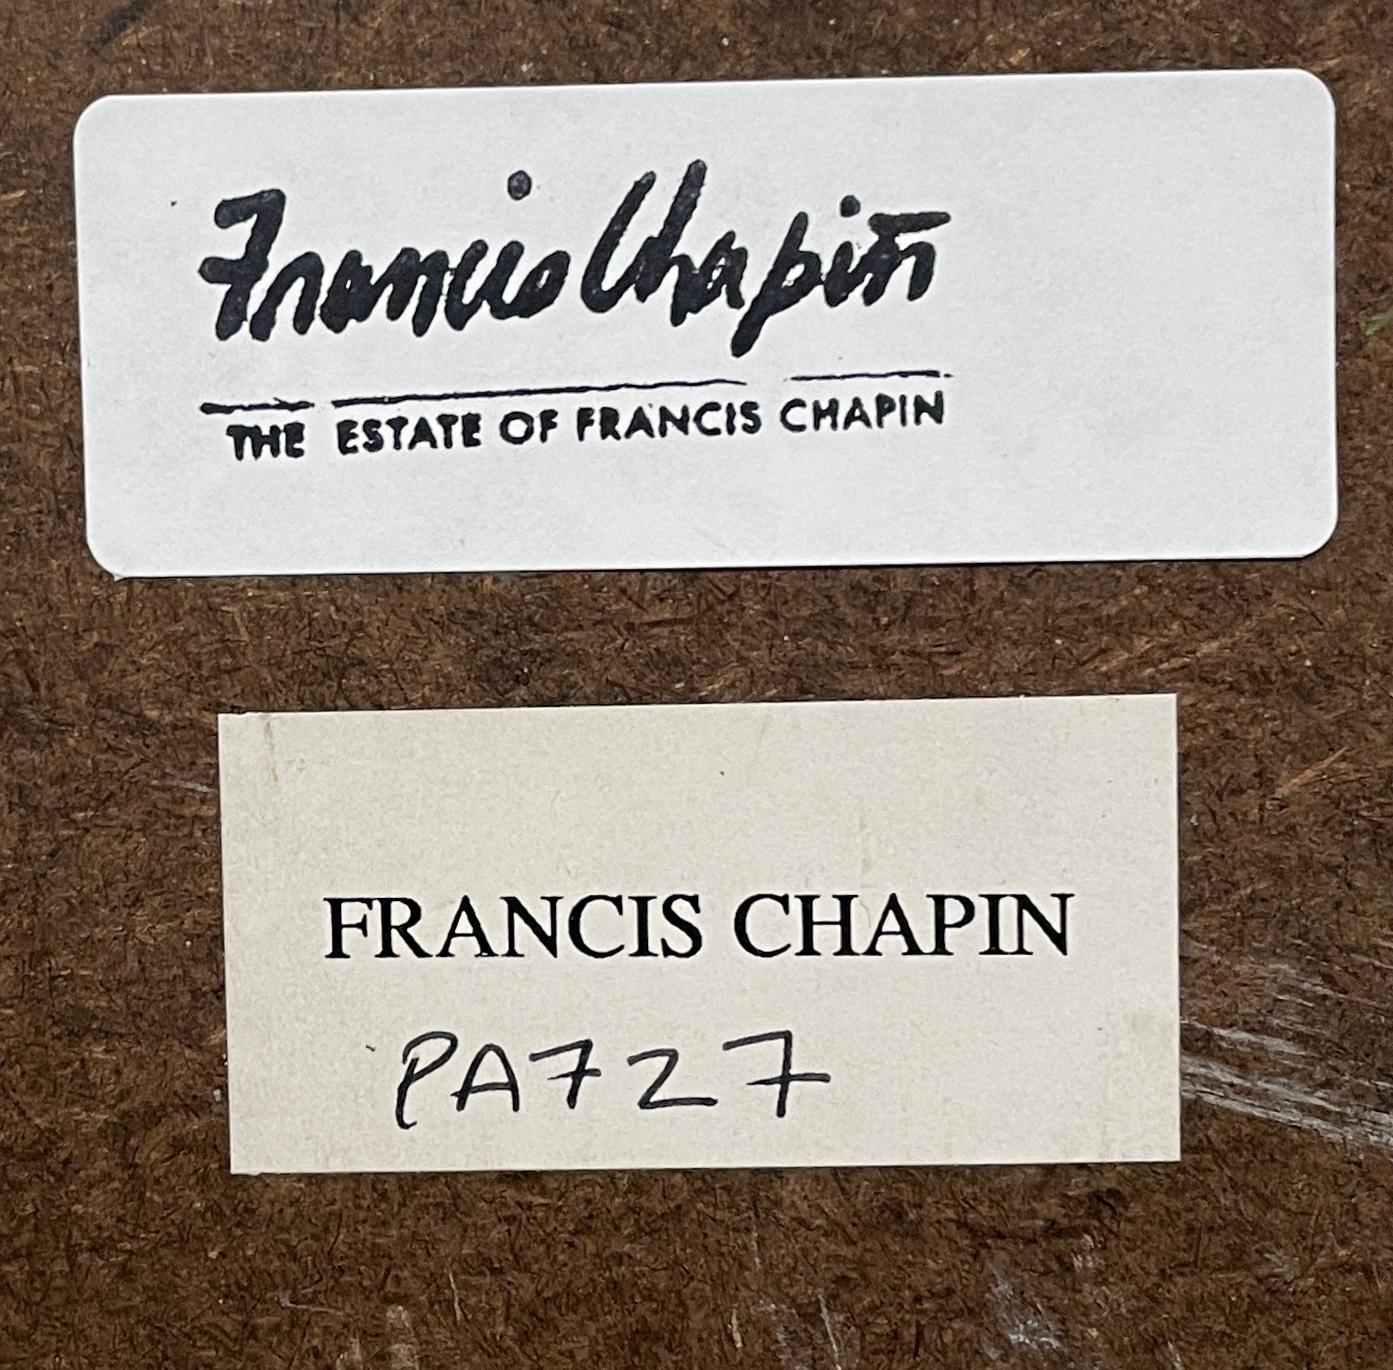 Francis Chapin
THE ESTATE OF FRANCIS CHAPIN
FRANCIS CHAPIN
PA727